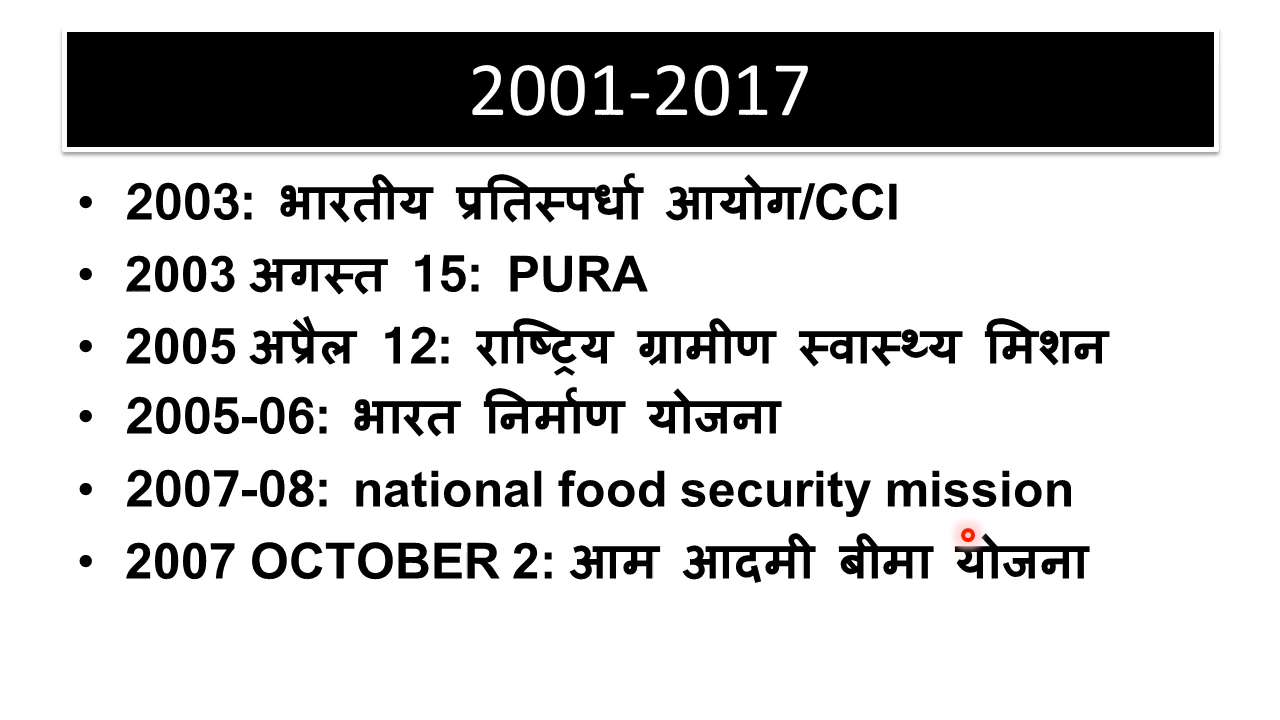 2001-2017
• 2003: भारतीय प्रतिस्पर्धा आयोग/CCI
• 2003 अगस्त 15: PURA
• 2005 अप्रैल 12: राष्ट्रिय ग्रामीण स्वास्थ्य मिशन
• 2005-06: भारत निर्माण योजना
• 2007-08: national food security mission
• 2007 OCTOBER 2: आम आदमी बीमा योजना